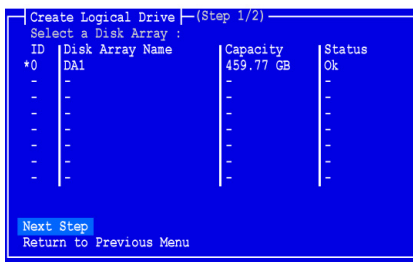 Create Logical Drive (Step 1/2)
Select a Disk Array :
ID Disk Array Name Capacity Status
*0 DA1 459.77 GB Ok
- - - -
- - - -
- - - -
- - - -
- - - -
- - - -
- - - -
Next Step
Return to Previous Menu